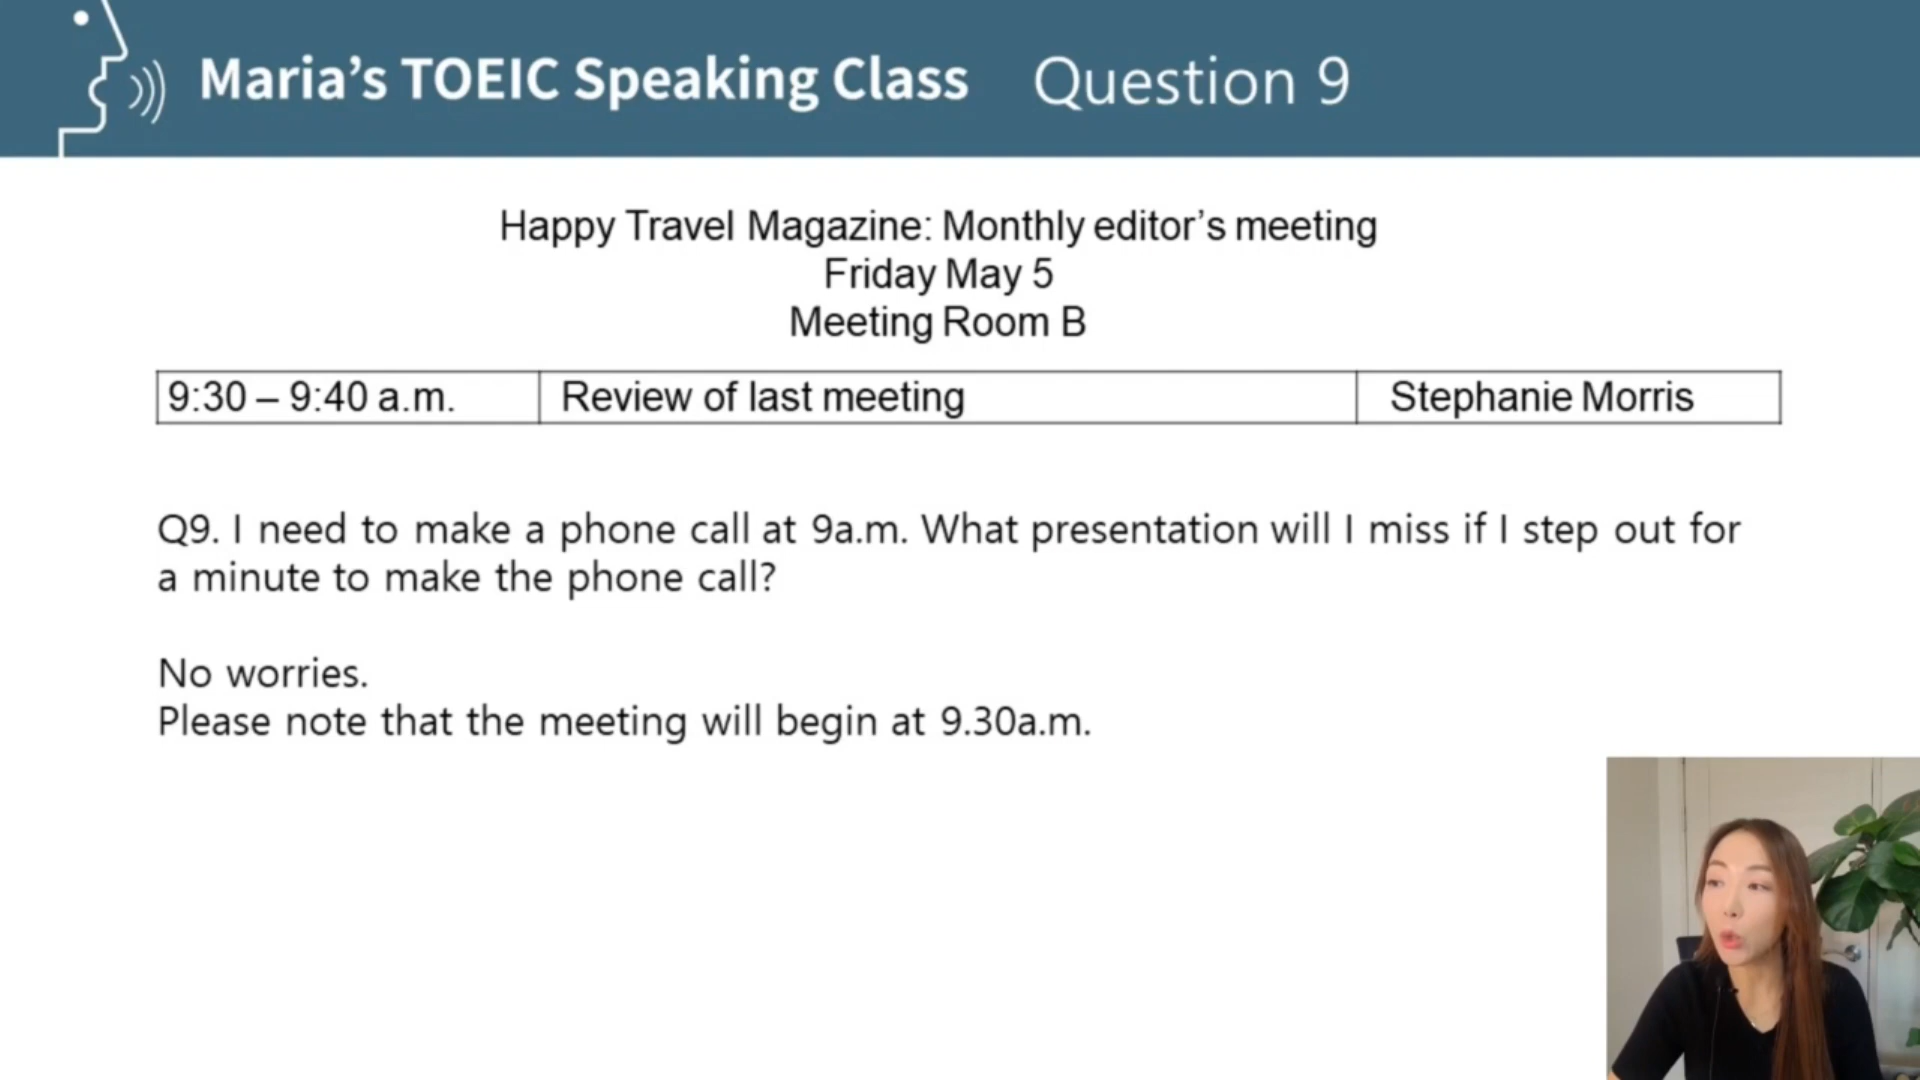 Maria's TOEIC Speaking Class Question 9
Happy Travel Magazine: Monthly editor's meeting
Friday May 5
Meeting Room B
9:30 – 9:40 a.m. Review of last meeting Stephanie Morris
Q9. I need to make a phone call at 9a.m. What presentation will I miss if I step out for
a minute to make the phone call?
No worries.
Please note that the meeting will begin at 9.30a.m.